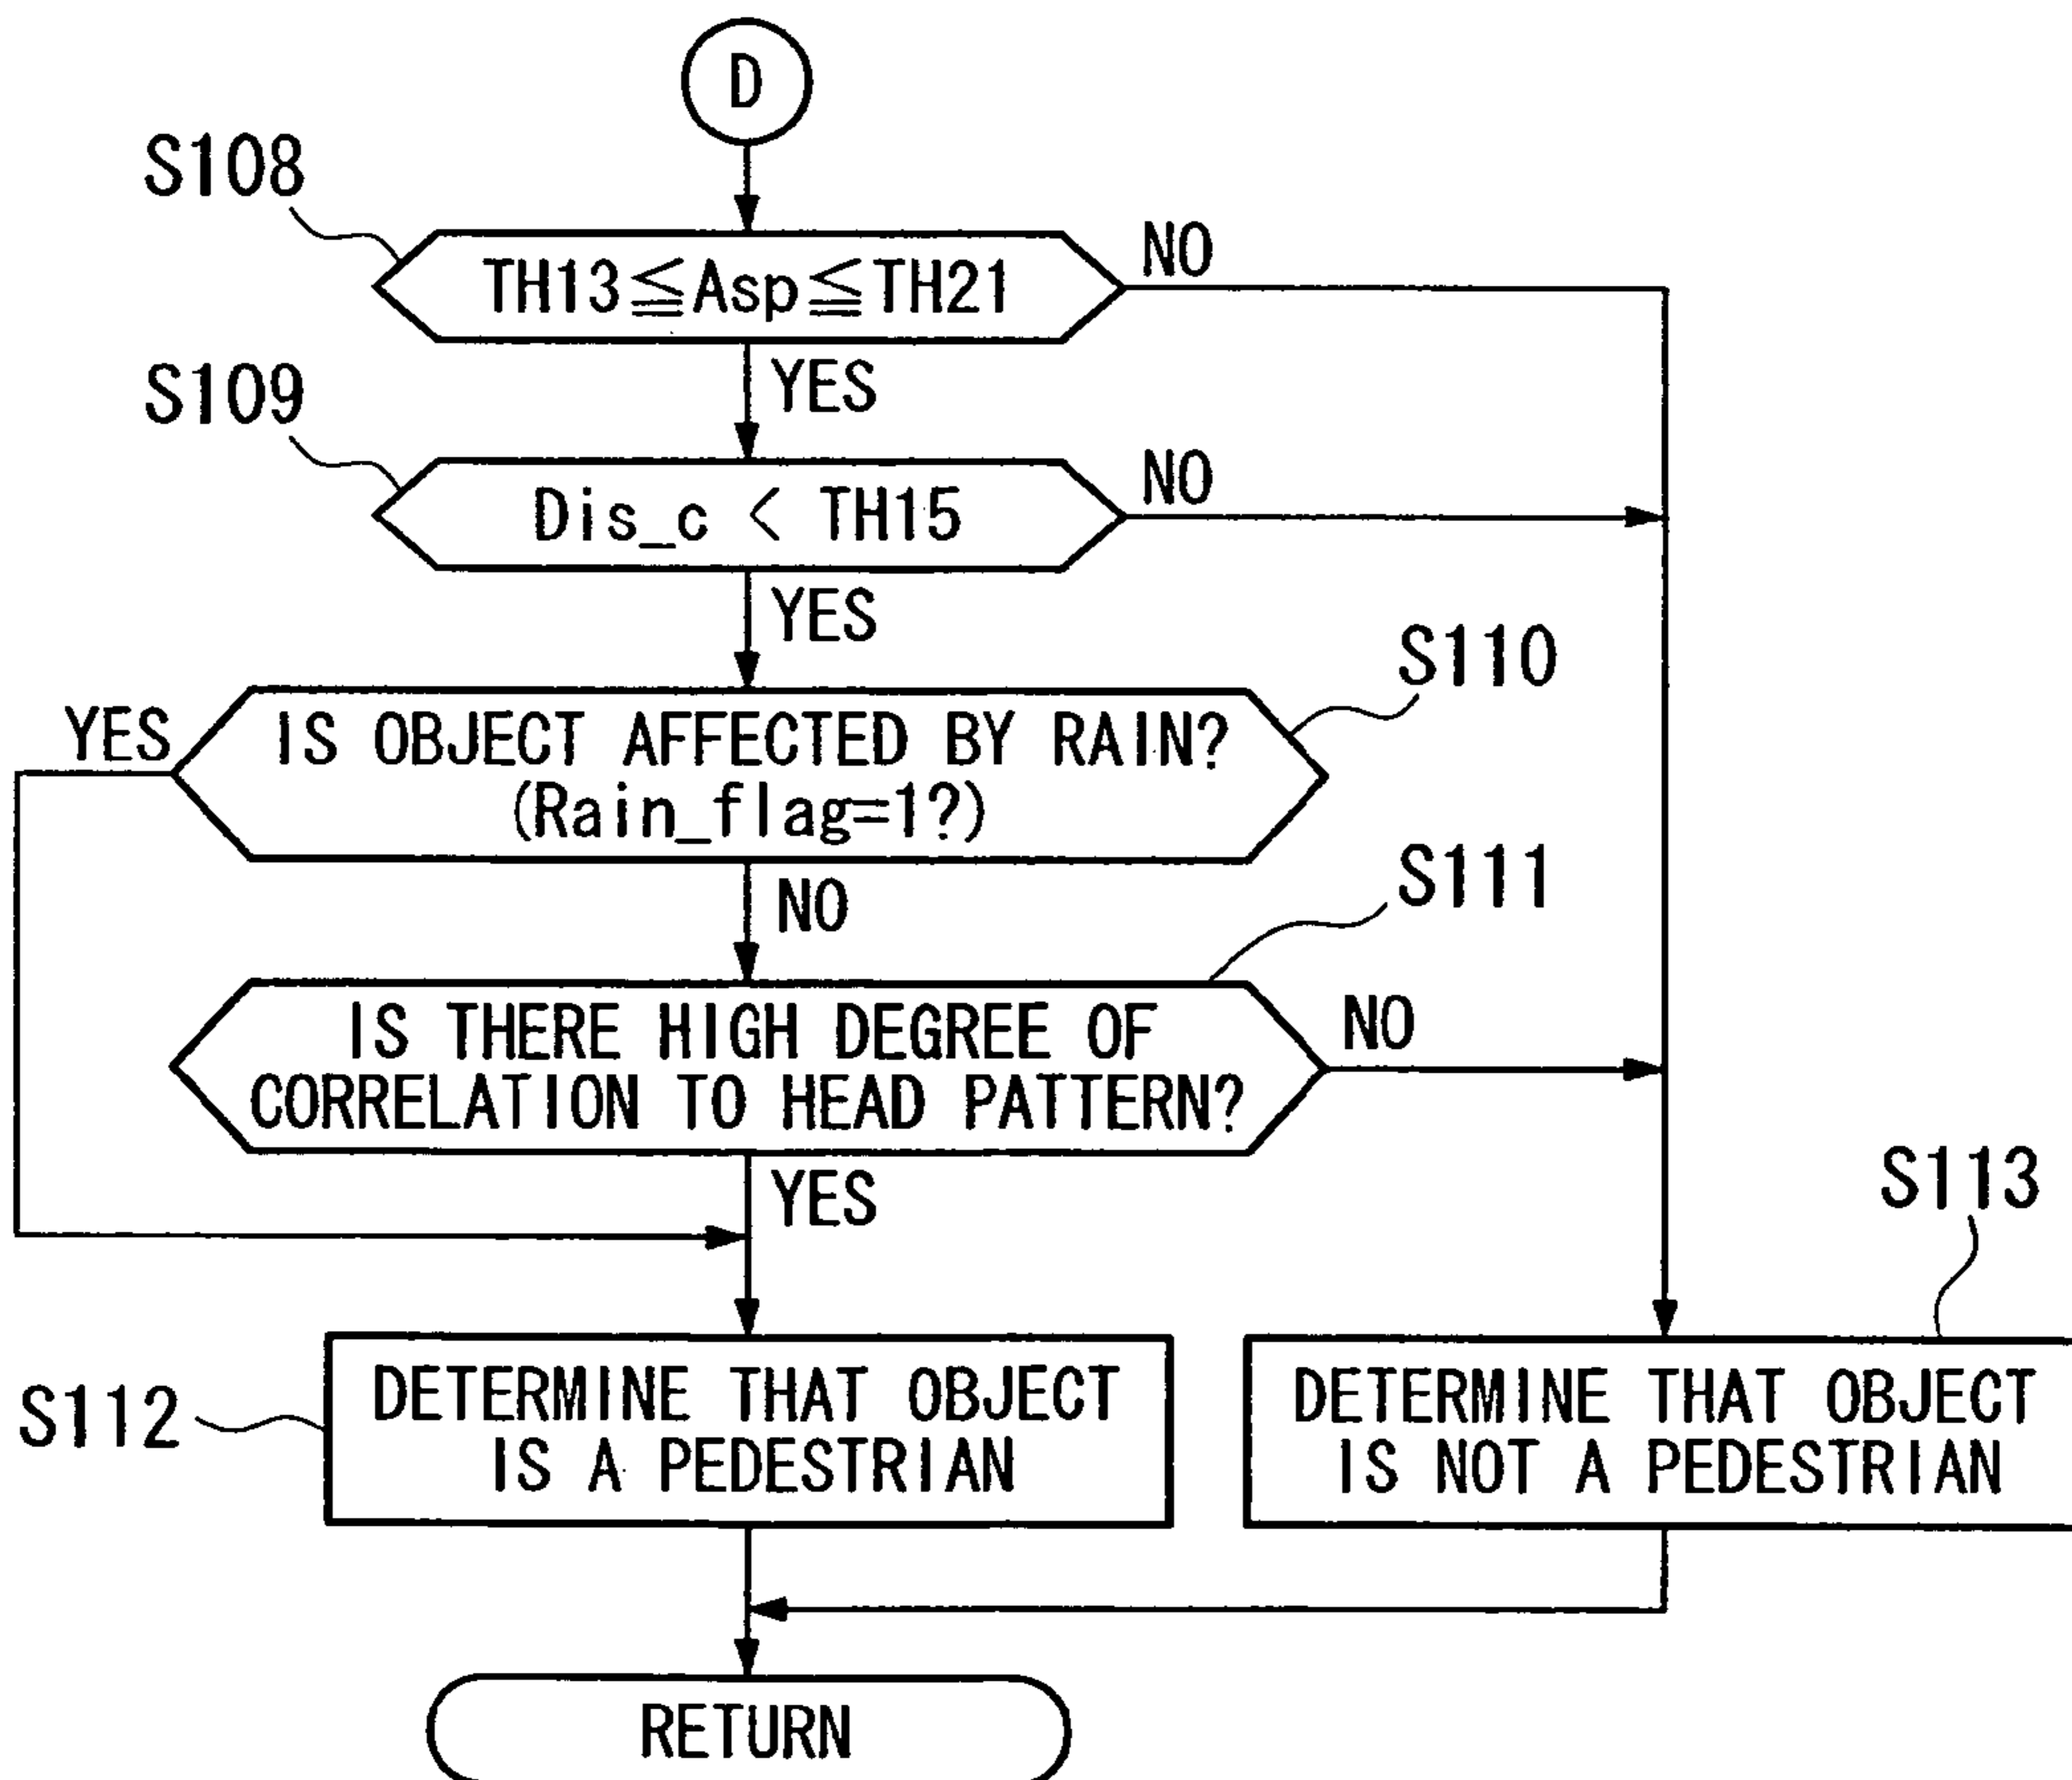 D
S108
TH13≦Asp≦TH21
NO
YES
S109
Dis_c < TH15
NO
YES
S110
YES
IS OBJECT AFFECTED BY RAIN?
(Rain_flag=1?)
NO
S111
IS THERE HIGH DEGREE OF
CORRELATION TO HEAD PATTERN?
NO
YES
S113
S112
DETERMINE THAT OBJECT
IS A PEDESTRIAN
DETERMINE THAT OBJECT
IS NOT A PEDESTRIAN
RETURN